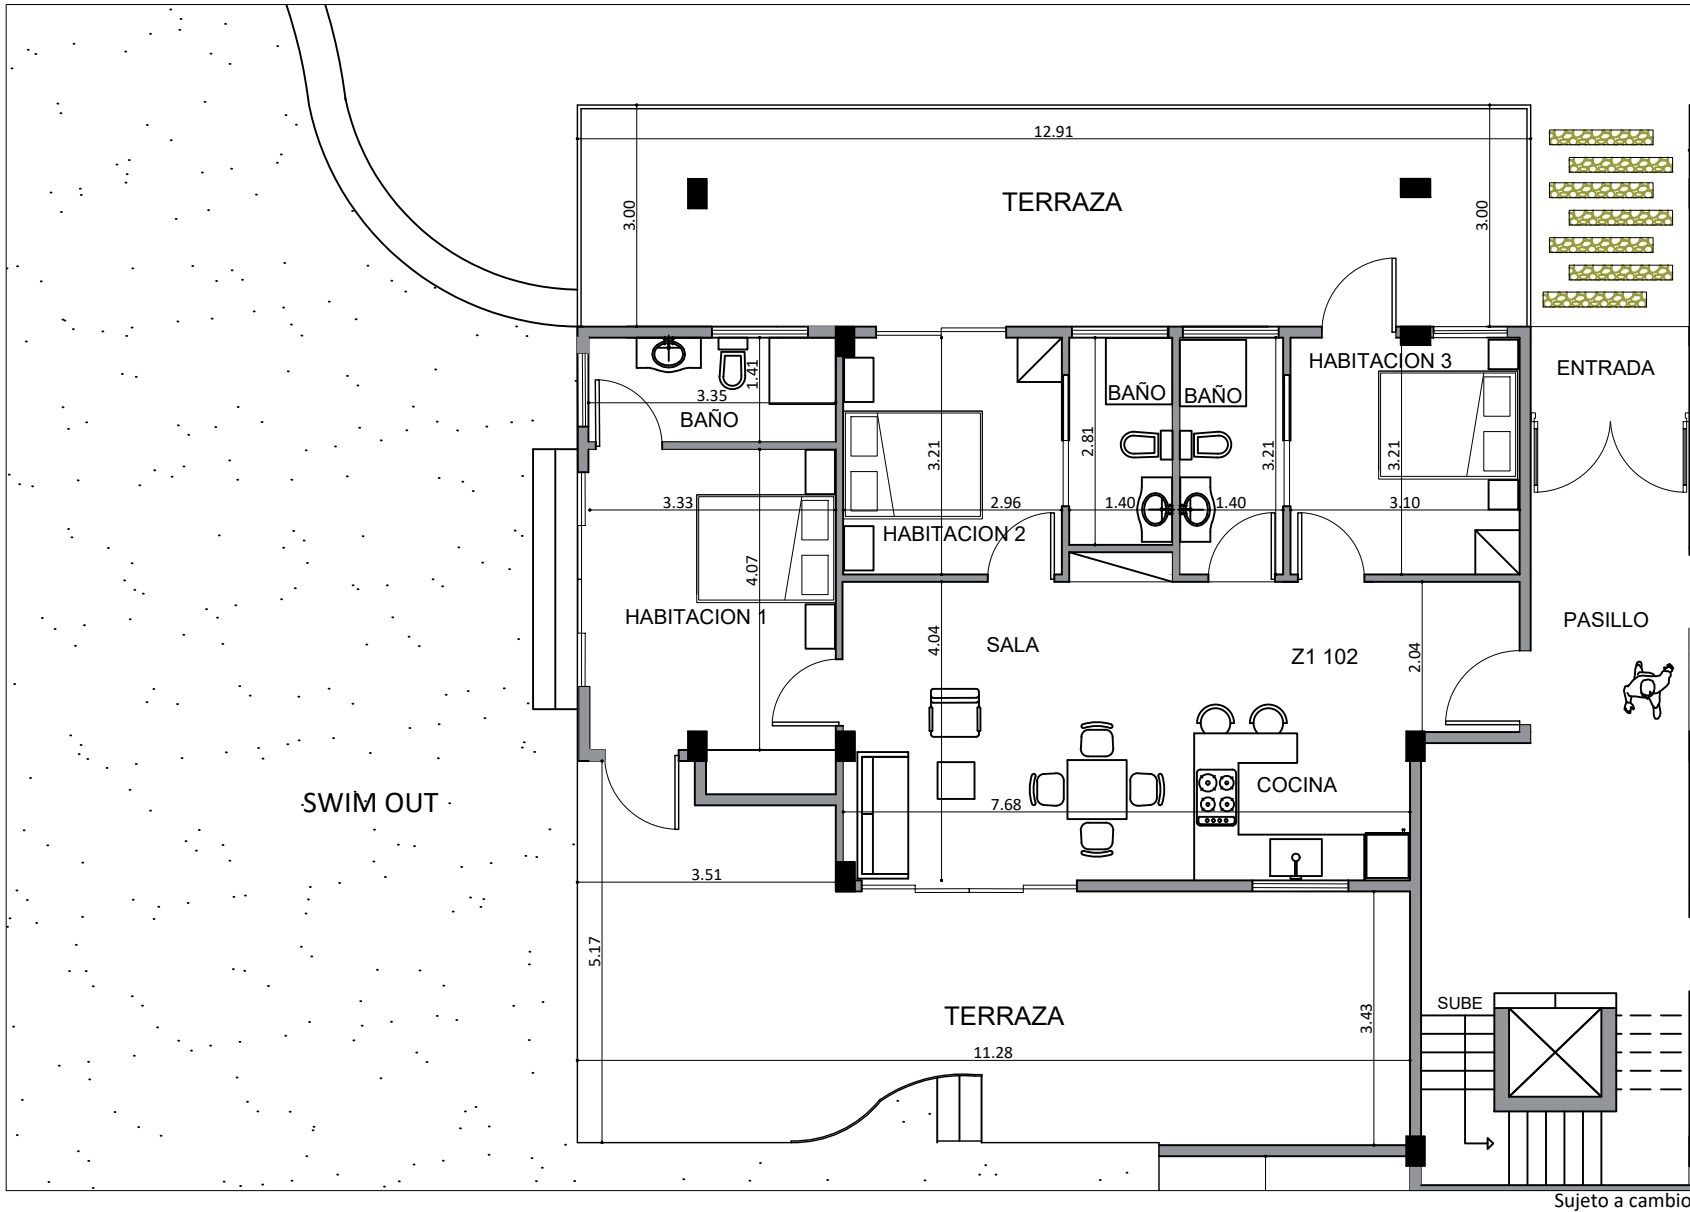 12.91
TERRAZA
3.00
3.00
HABITACION 3
ENTRADA
1.41
3.35
BAÑO
BAÑO
BAÑO
3.21
2.81
3.21
3.21
3.33
2.96
1.40
1.40
3.10
HABITACION 2
4.07
HABITACION 1
4.04
SALA
Z1 102
2.04
PASILLO
COCINA
SWIM OUT
7.68
3.51
5.17
TERRAZA
3.43
SUBE
11.28
Sujeto a cambio